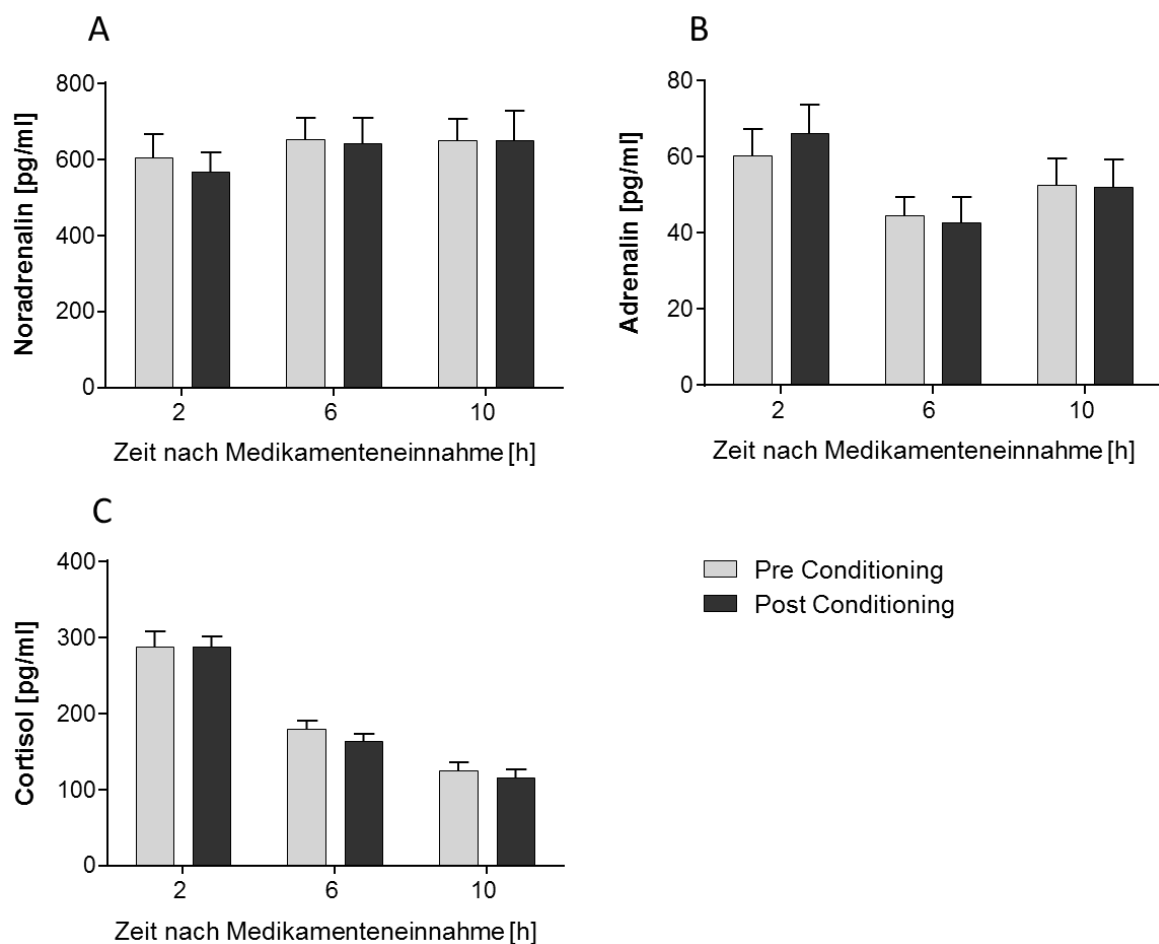 A
Noradrenalin [pg/ml]
800
600
400
200
0
2 6 10
Zeit nach Medikamenteneinnahme [h]
B
Adrenalin [pg/ml]
80
60
40
20
0
2 6 10
Zeit nach Medikamenteneinnahme [h]
C
Cortisol [pg/ml]
400
300
200
100
0
2 6 10
Zeit nach Medikamenteneinnahme [h]
Pre Conditioning
Post Conditioning